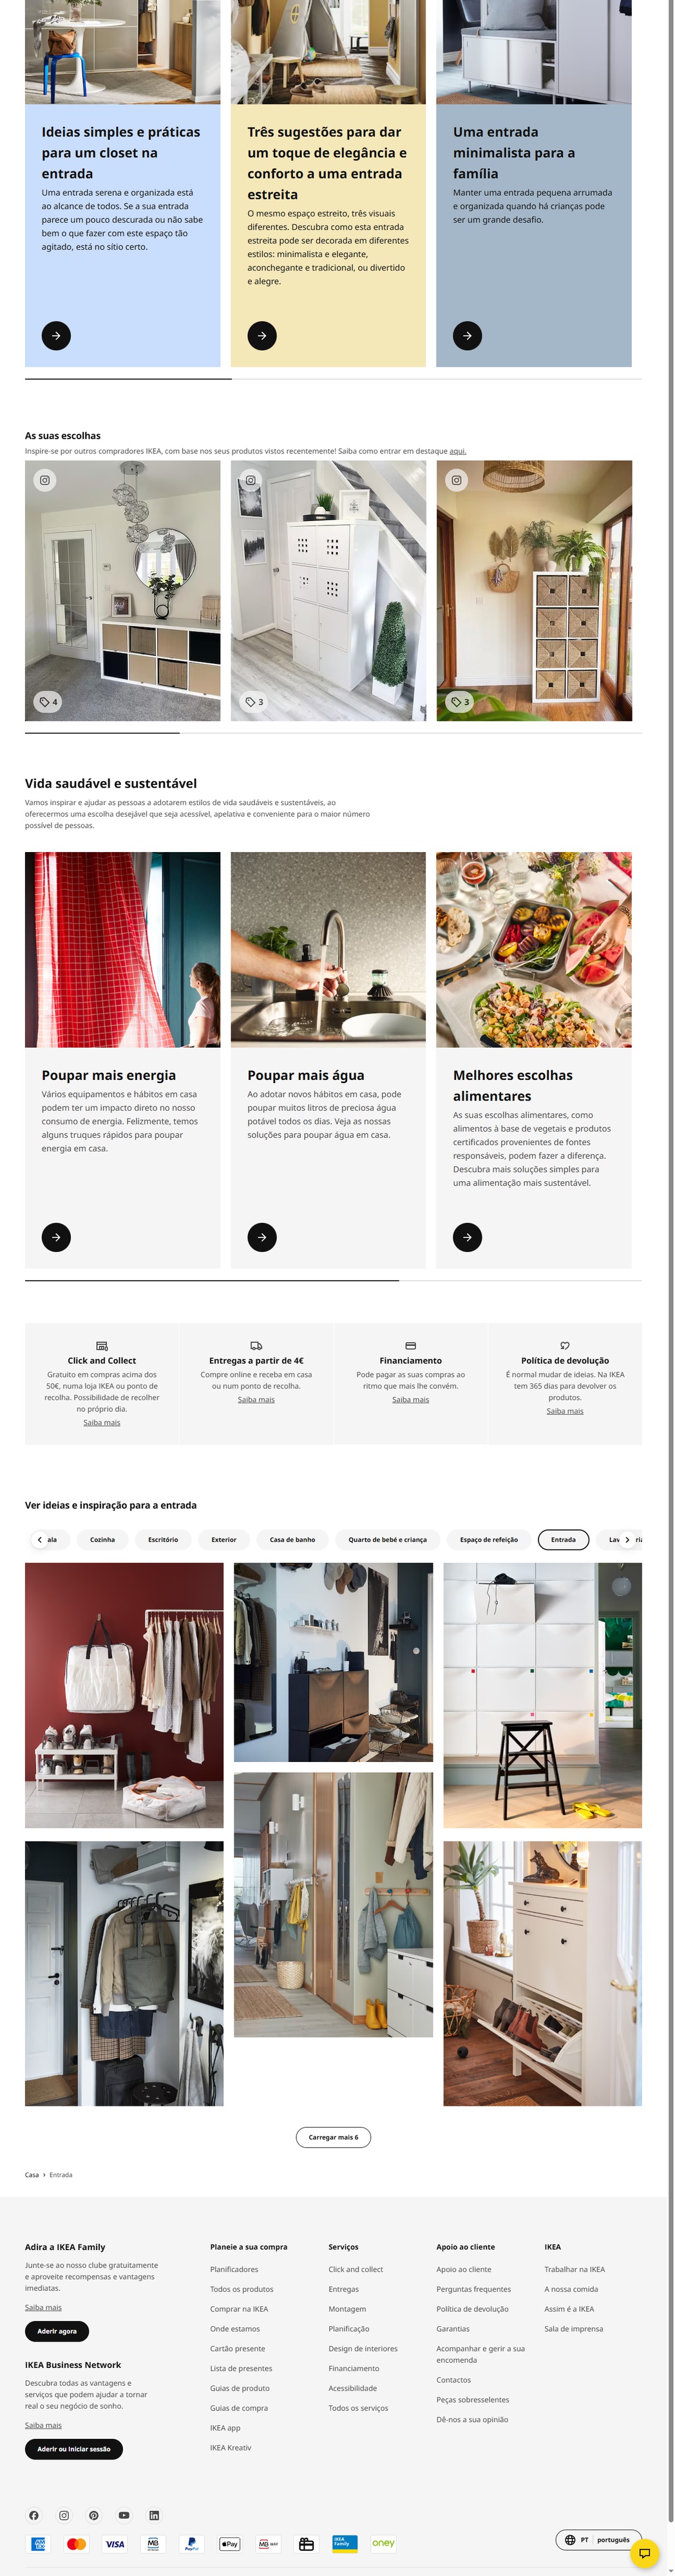 Ideias simples e práticas
para um closet na
entrada
Uma entrada serena e organizada está
ao alcance de todos. Se a sua entrada
parece um pouco descurada ou não sabe
bem o que fazer com este espaço tão
agitado, está no sítio certo.
Três sugestões para dar
um toque de elegância e
conforto a uma entrada
estreita
O mesmo espaço estreito, três visuais
diferentes. Descubra como esta entrada
estreita pode ser decorada em diferentes
estilos: minimalista e elegante,
aconchegante e tradicional, ou divertido
e alegre.
Uma entrada
minimalista para a
família
Manter uma entrada pequena arrumada
e organizada quando há crianças pode
ser um grande desafio.
As suas escolhas
Inspire-se por outros compradores IKEA, com base nos seus produtos vistos recentemente! Saiba como entrar em destaque aqui.
4
3
3
Vida saudável e sustentável
Vamos inspirar e ajudar as pessoas a adotarem estilos de vida saudáveis e sustentáveis, ao
oferecermos uma escolha desejável que seja acessível, apelativa e conveniente para o maior número
possível de pessoas.
Poupar mais energia
Vários equipamentos e hábitos em casa
podem ter um impacto direto no nosso
consumo de energia. Felizmente, temos
alguns truques rápidos para poupar
energia em casa.
Poupar mais água
Ao adotar novos hábitos em casa, pode
poupar muitos litros de preciosa água
potável todos os dias. Veja as nossas
soluções para poupar água em casa.
Melhores escolhas
alimentares
As suas escolhas alimentares, como
alimentos à base de vegetais e produtos
certificados provenientes de fontes
responsáveis, podem fazer a diferença.
Descubra mais soluções simples para
uma alimentação mais sustentável.
Click and Collect
Gratuito em compras acima dos
50€, numa loja IKEA ou ponto de
recolha. Possibilidade de recolher
no próprio dia.
Saiba mais
Entregas a partir de 4€
Compre online e receba em casa
ou num ponto de recolha.
Saiba mais
Financiamento
Pode pagar as suas compras ao
ritmo que mais lhe convém.
Saiba mais
Política de devolução
É normal mudar de ideias. Na IKEA
tem 365 dias para devolver os
produtos.
Saiba mais
Ver ideias e inspiração para a entrada
ala
Cozinha
Escritório
Exterior
Casa de banho
Quarto de bebé e criança
Espaço de refeição
Entrada
Carregar mais 6
Casa › Entrada
Adira a IKEA Family
Junte-se ao nosso clube gratuitamente
e aproveite recompensas e vantagens
imediatas.
Saiba mais
Aderir agora
IKEA Business Network
Descubra todas as vantagens e
serviços que podem ajudar a tornar
real o seu negócio de sonho.
Saiba mais
Aderir ou iniciar sessão
Planeie a sua compra
Planificadores
Todos os produtos
Comprar na IKEA
Onde estamos
Cartão presente
Lista de presentes
Guias de produto
Guias de compra
IKEA app
IKEA Kreativ
Serviços
Click and collect
Entregas
Montagem
Planificação
Design de interiores
Financiamento
Acessibilidade
Todos os serviços
Apoio ao cliente
Apoio ao cliente
Perguntas frequentes
Política de devolução
Garantias
Acompanhar e gerir a sua
encomenda
Contactos
Peças sobresselentes
Dê-nos a sua opinião
IKEA
Trabalhar na IKEA
A nossa comida
Assim é a IKEA
Sala de imprensa
VISA
MB
PayPal
Pay
MB WAY
IKEA
Family
oney
PT
português